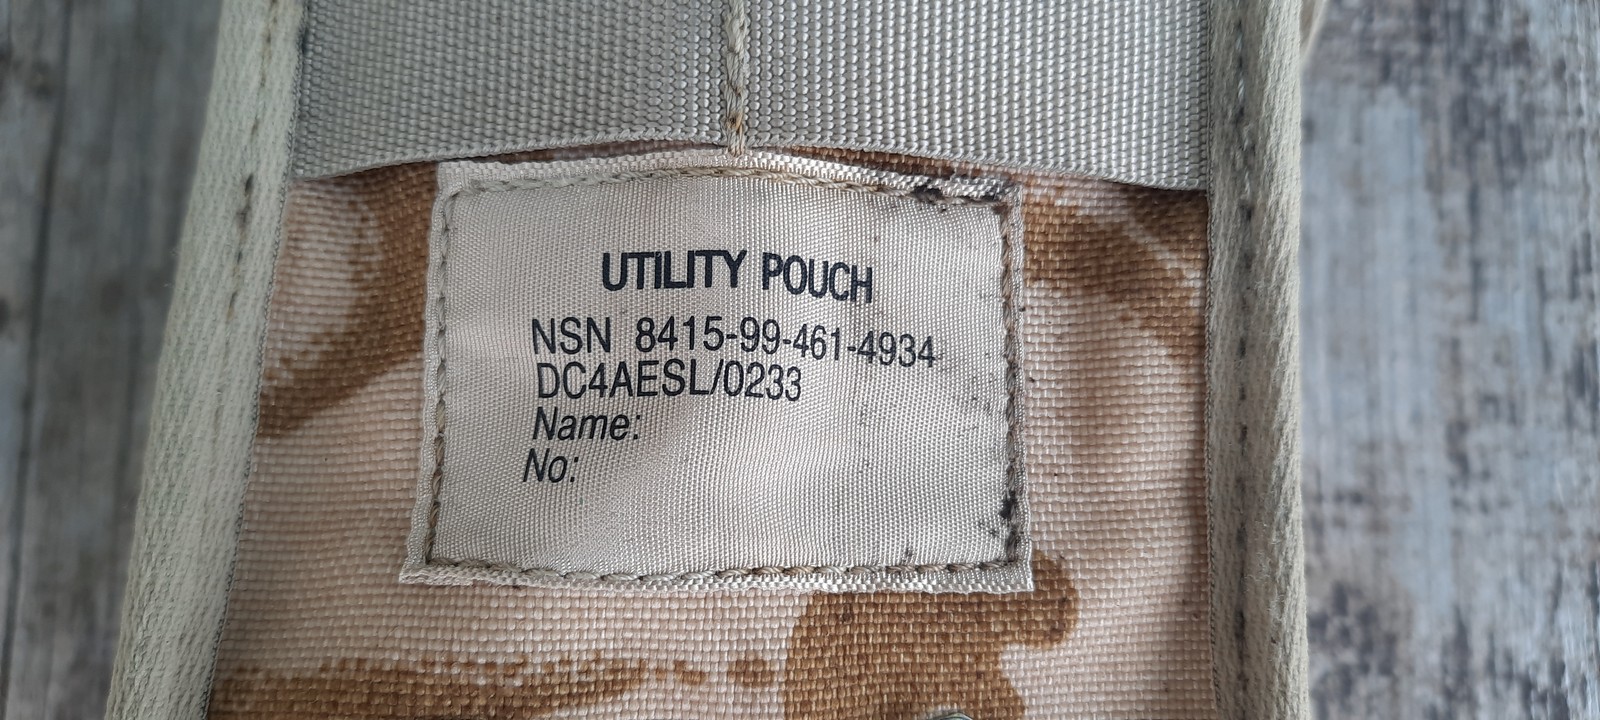 UTILITY POUCH
NSN 8415-99-461-4934
DC4AESL/0233
Name:
No: